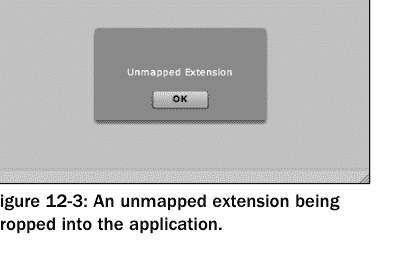 Unmapped Extension
OK
igure 12-3: An unmapped extension being
ropped into the application.